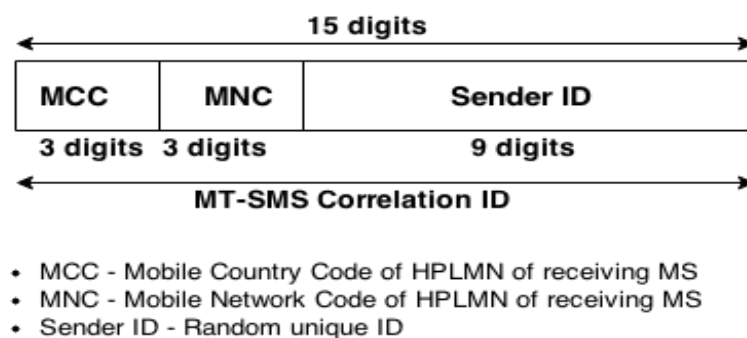 15 digits
MCC MNC Sender ID
3 digits 3 digits 9 digits
MT-SMS Correlation ID
• MCC - Mobile Country Code of HPLMN of receiving MS
• MNC - Mobile Network Code of HPLMN of receiving MS
• Sender ID - Random unique ID